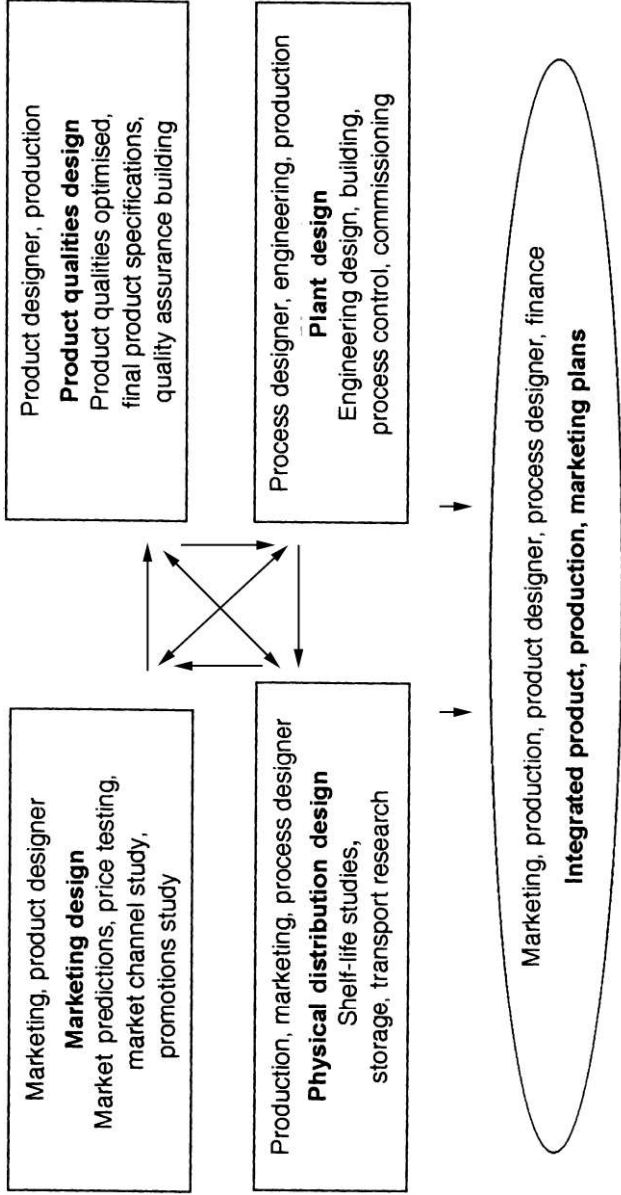 Marketing, product designer
Marketing design
Market predictions, price testing,
market channel study,
promotions study
Product designer, production
Product qualities design
Product qualities optimised,
final product specifications,
quality assurance building
Production, marketing, process designer
Physical distribution design
Shelf-life studies,
storage, transport research
Process designer, engineering, production
Plant design
Engineering design, building,
process control, commissioning
Marketing, production, product designer, process designer, finance
Integrated product, production, marketing plans